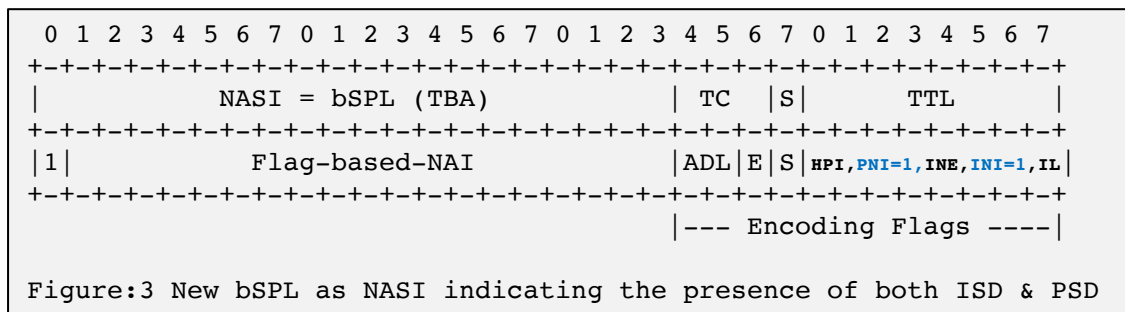 0 1 2 3 4 5 6 7 0 1 2 3 4 5 6 7 0 1 2 3 4 5 6 7 0 1 2 3 4 5 6 7
+-+-+-+-+-+-+-+-+-+-+-+-+-+-+-+-+-+-+-+-+-+-+-+-+-+-+-+-+-+-+-+-+
|         NASI = bSPL (TBA)             | TC  |S|      TTL      |
+-+-+-+-+-+-+-+-+-+-+-+-+-+-+-+-+-+-+-+-+-+-+-+-+-+-+-+-+-+-+-+-+
|1|           Flag-based-NAI            |ADL|E|S|HPI,PNI=1,INE,INI=1,IL|
+-+-+-+-+-+-+-+-+-+-+-+-+-+-+-+-+-+-+-+-+-+-+-+-+-+-+-+-+-+-+-+-+
|--- Encoding Flags ----|
Figure:3 New bSPL as NASI indicating the presence of both ISD & PSD